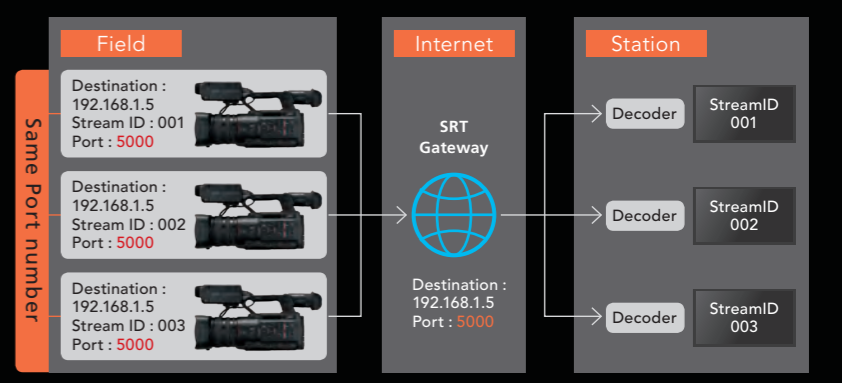 Field
Internet
Station
Same Port number
Destination :
192.168.1.5
Stream ID : 001
Port : 5000
Destination :
192.168.1.5
Stream ID : 002
Port : 5000
Destination :
192.168.1.5
Stream ID : 003
Port : 5000
SRT
Gateway
Destination :
192.168.1.5
Port : 5000
Decoder
StreamID
001
Decoder
StreamID
002
Decoder
StreamID
003